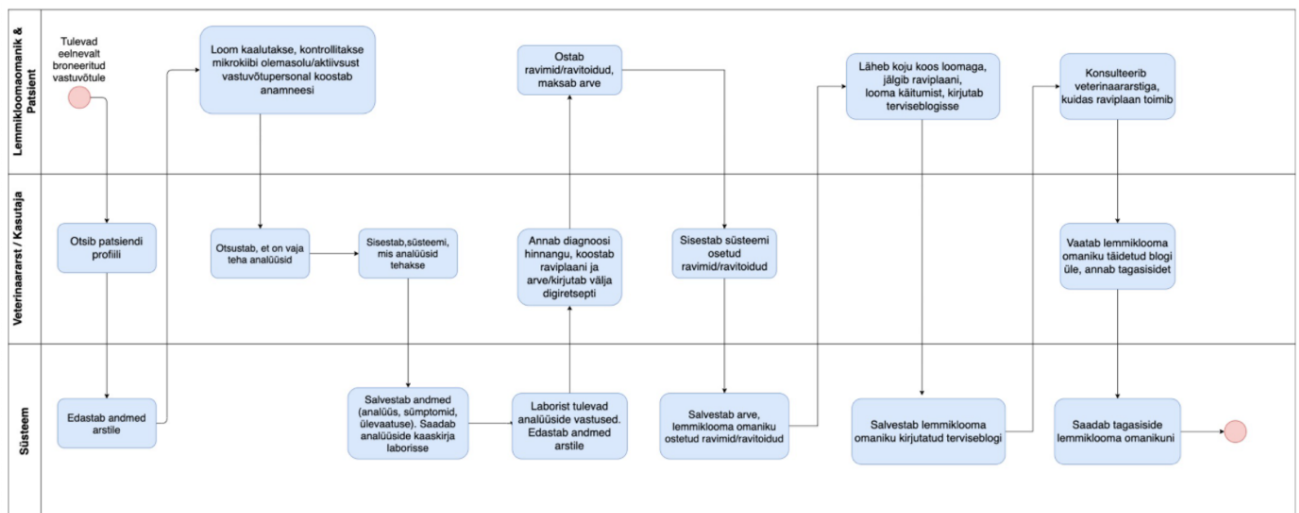 Lemmikloomaomanik &
Patsient
Tulevad
eelnevalt
broneeritud
vastuvõtule
Loom kaalutakse, kontrollitakse
mikrokiibi olemasolu/aktiivsust
vastuvõtupersonal koostab
anamneesi
Ostab
ravimid/ravitoidud,
maksab arve
Läheb koju koos loomaga,
jälgib raviplaani,
looma käitumist, kirjutab
terviseblogisse
Konsulteerib
veterinaararstiga,
kuidas raviplaan toimib
Veterinaararst / Kasutaja
Otsib patsiendi
profiili
Otsustab, et on vaja
teha analüüsid
Sisestab,süsteemi,
mis analüüsid
tehakse
Annab diagnoosi
hinnangu, koostab
raviplaani ja
arve/kirjutab välja
digiretsepti
Sisestab süsteemi
osetud
ravimid/ravitoidud
Vaatab lemmiklooma
omaniku täidetud blogi
üle, annab tagasisidet
Süsteem
Edastab andmed
arstile
Salvestab andmed
(analüüs, sümptomid,
ülevaatuse). Saadab
analüüside kaaskirja
laborisse
Laborist tulevad
analüüside vastused.
Edastab andmed
arstile
Salvestab arve,
lemmiklooma omaniku
ostetud ravimid/ravitoidud
Salvestab lemmiklooma
omaniku kirjutatud terviseblogi
Saadab tagasiside
lemmiklooma omanikuni